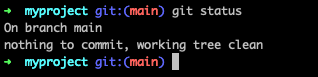 ➜  myproject git:(main) git status
On branch main
nothing to commit, working tree clean
➜  myproject git:(main)